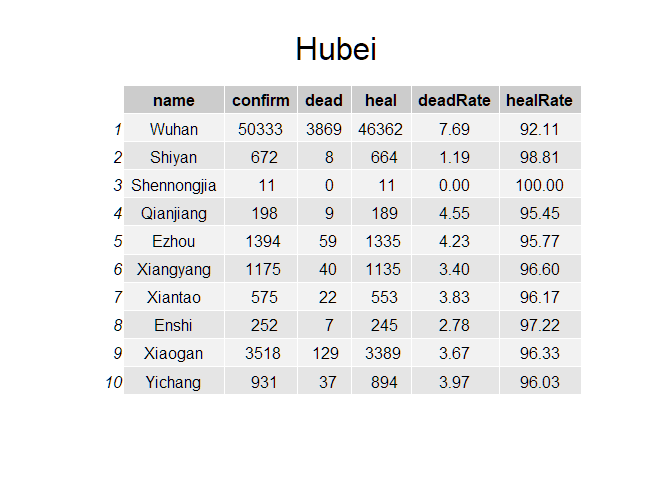 Hubei
name confirm dead heal deadRate healRate
1 Wuhan 50333 3869 46362 7.69 92.11
2 Shiyan 672 8 664 1.19 98.81
3 Shennongjia 11 0 11 0.00 100.00
4 Qianjiang 198 9 189 4.55 95.45
5 Ezhou 1394 59 1335 4.23 95.77
6 Xiangyang 1175 40 1135 3.40 96.60
7 Xiantao 575 22 553 3.83 96.17
8 Enshi 252 7 245 2.78 97.22
9 Xiaogan 3518 129 3389 3.67 96.33
10 Yichang 931 37 894 3.97 96.03